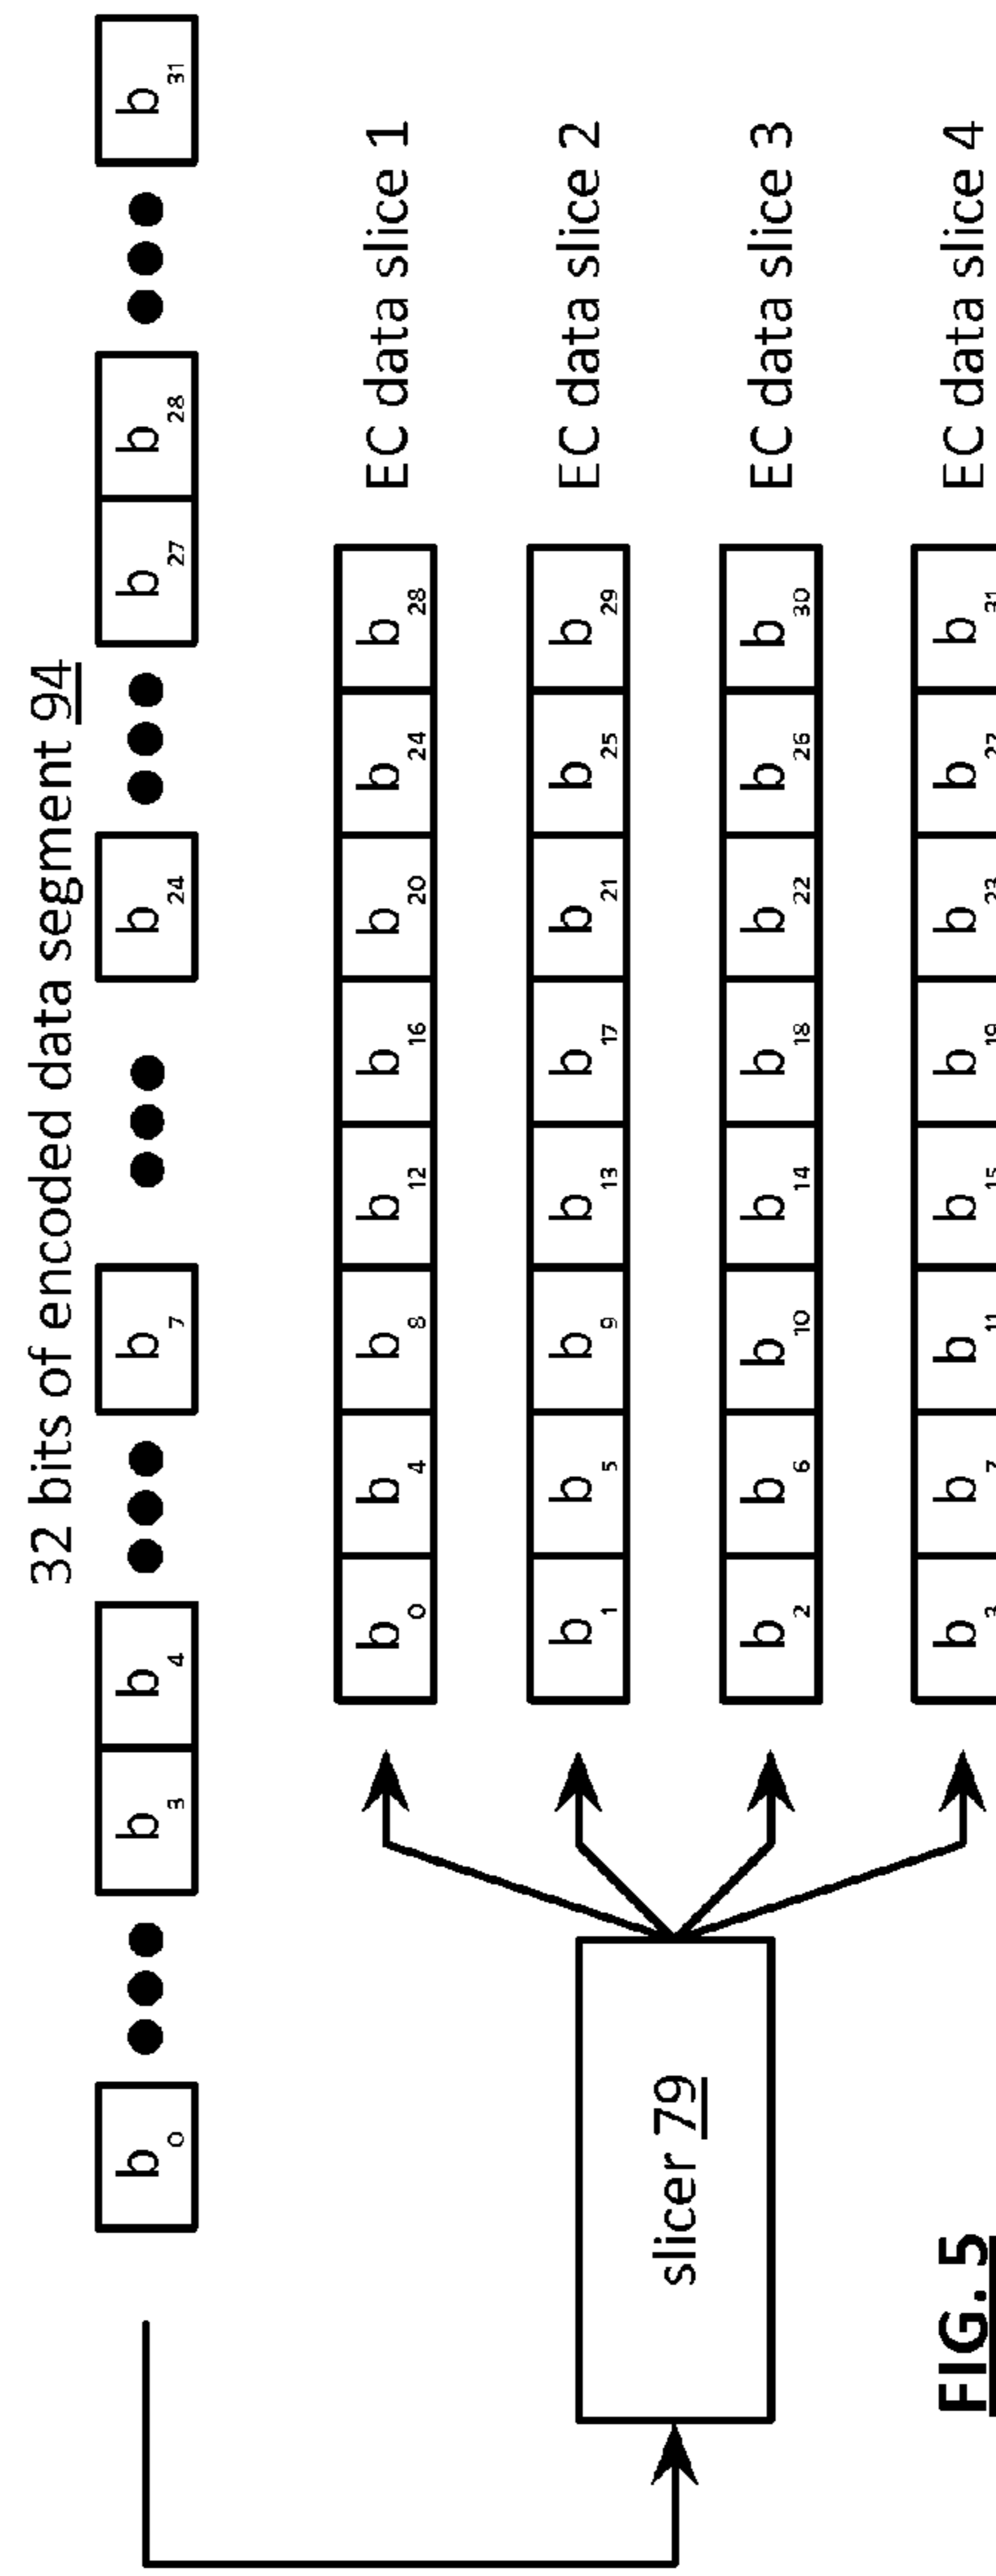 32 bits of encoded data segment 94
b0 ●●● b3 b4 ●●● b7 ●●● b24 ●●● b27 b28 ●●● b31
b0 b4 b8 b12 b16 b20 b24 b28 EC data slice 1
b1 b5 b9 b13 b17 b21 b25 b29 EC data slice 2
slicer 79
b2 b6 b10 b14 b18 b22 b26 b30 EC data slice 3
b3 b7 b11 b15 b19 b23 b27 b31 EC data slice 4
FIG. 5